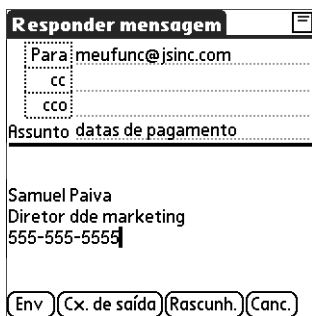 Responder mensagem
Para meufunc@jsinc.com
cc
cco
Assunto datas de pagamento
Samuel Paiva
Diretor dde marketing
555-555-5555
Env Cx. de saída Rascunh. Canc.